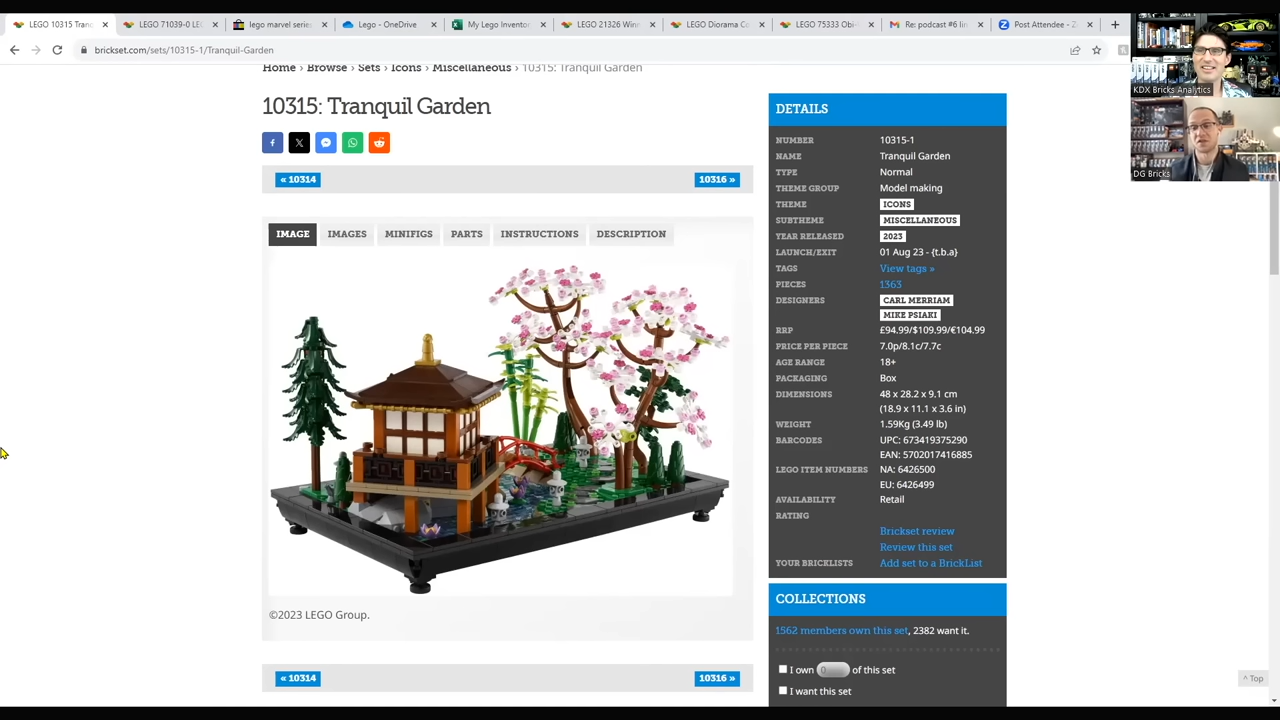 LEGO 10315 Tranq
LEGO 71039-0 LEG
lego marvel series
Lego - OneDrive
My Lego Inventor
LEGO 21326 Winn
LEGO Diorama Co
LEGO 75333 Obi-
Re: podcast #6 lin
Post Attendee - Z
brickset.com/sets/10315-1/Tranquil-Garden
KDX Bricks Analytics
DG Bricks
Home › Browse › Sets › Icons › Miscellaneous › 10315: Tranquil Garden
10315: Tranquil Garden
« 10314
10316 »
IMAGE IMAGES MINIFIGS PARTS INSTRUCTIONS DESCRIPTION
©2023 LEGO Group.
« 10314
10316 »
DETAILS
NUMBER 10315-1
NAME Tranquil Garden
TYPE Normal
THEME GROUP Model making
THEME ICONS
SUBTHEME MISCELLANEOUS
YEAR RELEASED 2023
LAUNCH/EXIT 01 Aug 23 - {t.b.a}
TAGS View tags »
PIECES 1363
DESIGNERS CARL MERRIAM
MIKE PSIAKI
RRP £94.99/$109.99/€104.99
PRICE PER PIECE 7.0p/8.1c/7.7c
AGE RANGE 18+
PACKAGING Box
DIMENSIONS 48 x 28.2 x 9.1 cm
(18.9 x 11.1 x 3.6 in)
WEIGHT 1.59Kg (3.49 lb)
BARCODES UPC: 673419375290
EAN: 5702017416885
LEGO ITEM NUMBERS NA: 6426500
EU: 6426499
AVAILABILITY Retail
RATING
Brickset review
Review this set
YOUR BRICKLISTS Add set to a BrickList
COLLECTIONS
1562 members own this set, 2382 want it.
I own 0 of this set
I want this set
^ Top